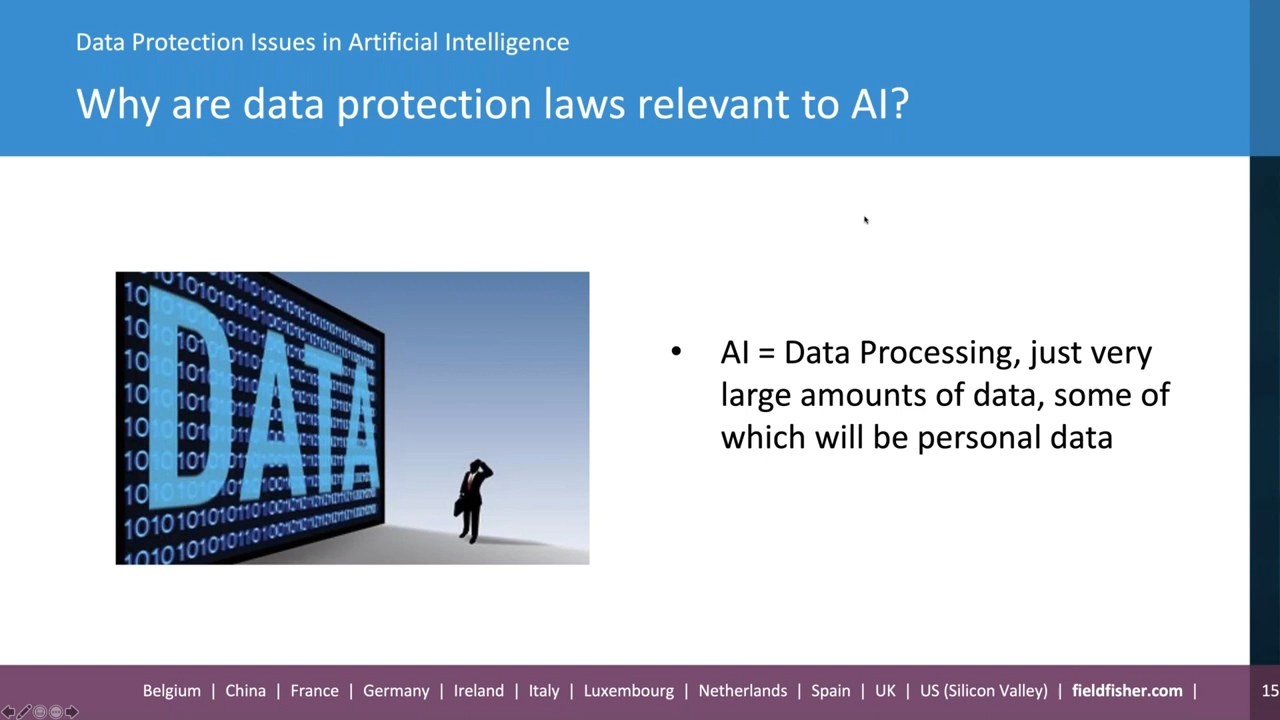 Data Protection Issues in Artificial Intelligence
Why are data protection laws relevant to AI?
DATA
• AI = Data Processing, just very
large amounts of data, some of
which will be personal data
Belgium | China | France | Germany | Ireland | Italy | Luxembourg | Netherlands | Spain | UK | US (Silicon Valley) | fieldfisher.com |
15